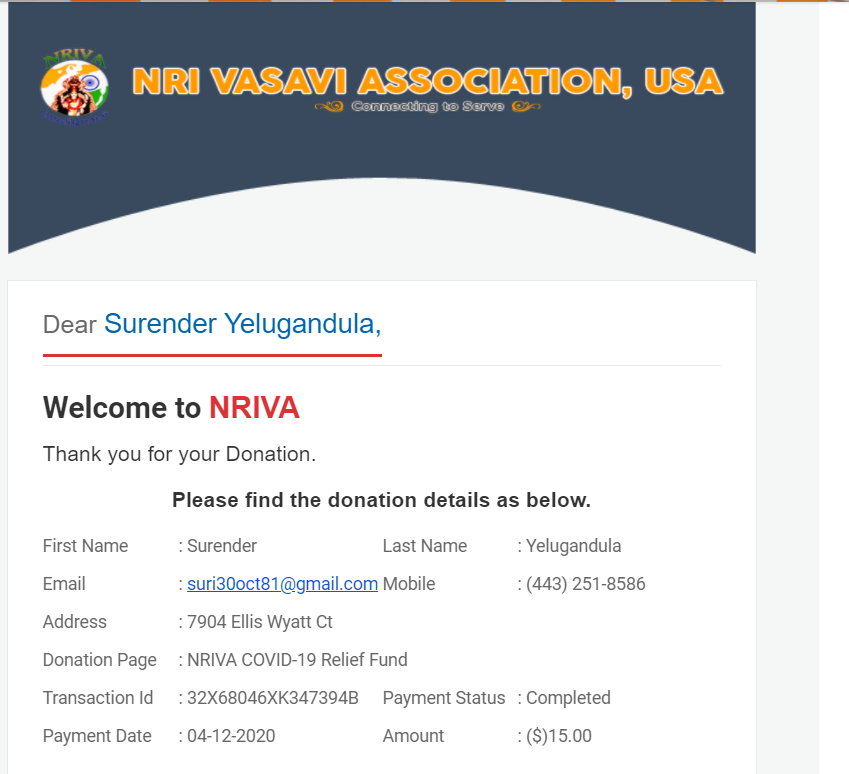 NRIVA
NRI VASAVI ASSOCIATION, USA
Connecting to Serve
Dear Surender Yelugandula,
Welcome to NRIVA
Thank you for your Donation.
Please find the donation details as below.
First Name : Surender Last Name : Yelugandula
Email : suri30oct81@gmail.com Mobile : (443) 251-8586
Address : 7904 Ellis Wyatt Ct
Donation Page : NRIVA COVID-19 Relief Fund
Transaction Id : 32X68046XK347394B Payment Status : Completed
Payment Date : 04-12-2020 Amount : ($)15.00